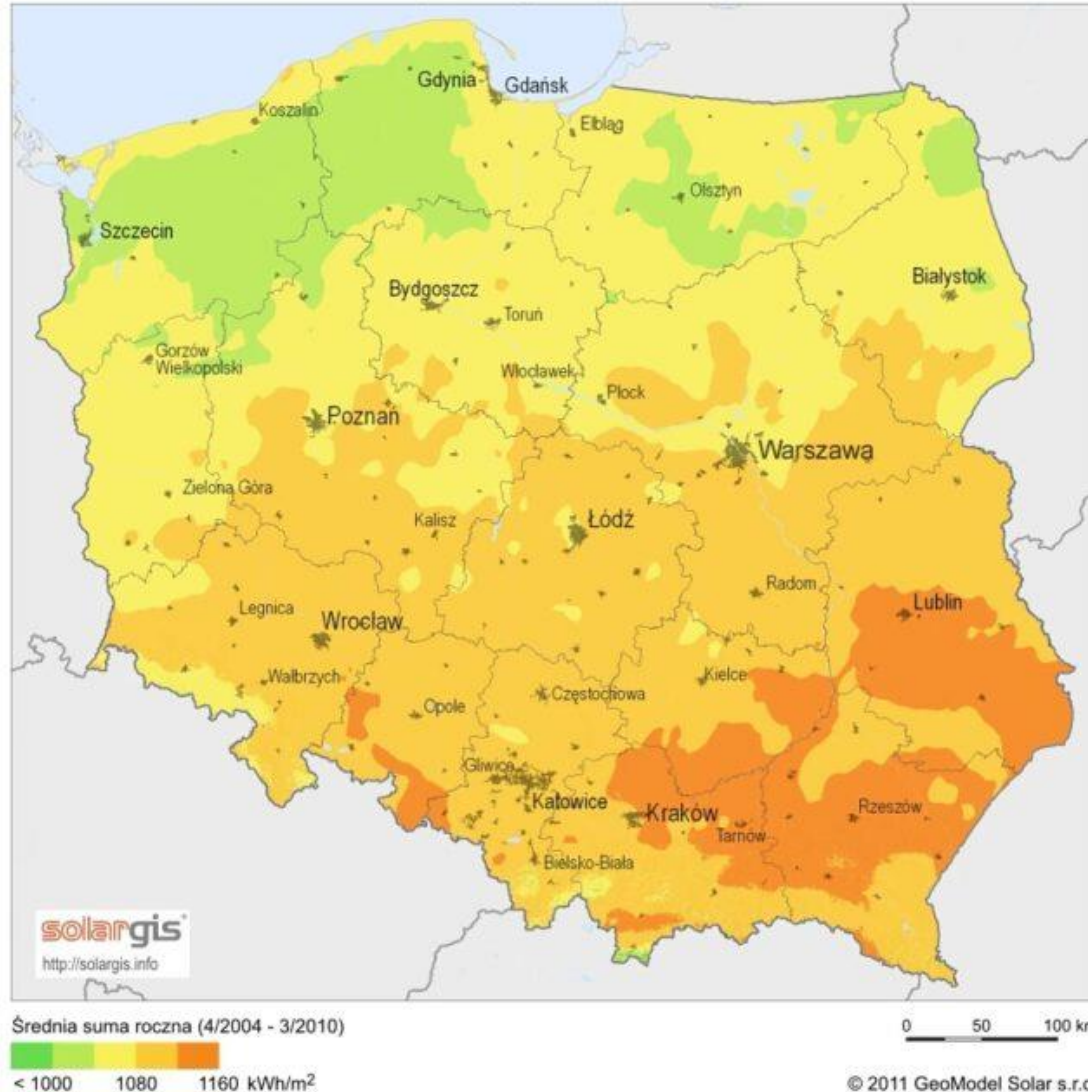 Gdynia
Gdańsk
Koszalin
Elbląg
Olsztyn
Szczecin
Białystok
Bydgoszcz
Toruń
Gorzów
Wielkopolski
Włocławek
Płock
Poznań
Warszawa
Zielona Góra
Kalisz
Łódź
Radom
Legnica
Lublin
Wrocław
Wałbrzych
Kielce
Opole
Częstochowa
Gliwice
Katowice
Kraków
Rzeszów
Tarnów
Bielsko-Biała
solargis
http://solargis.info
Średnia suma roczna (4/2004 - 3/2010)
0 50 100 km
< 1000 1080 1160 kWh/m²
© 2011 GeoModel Solar s.r.o